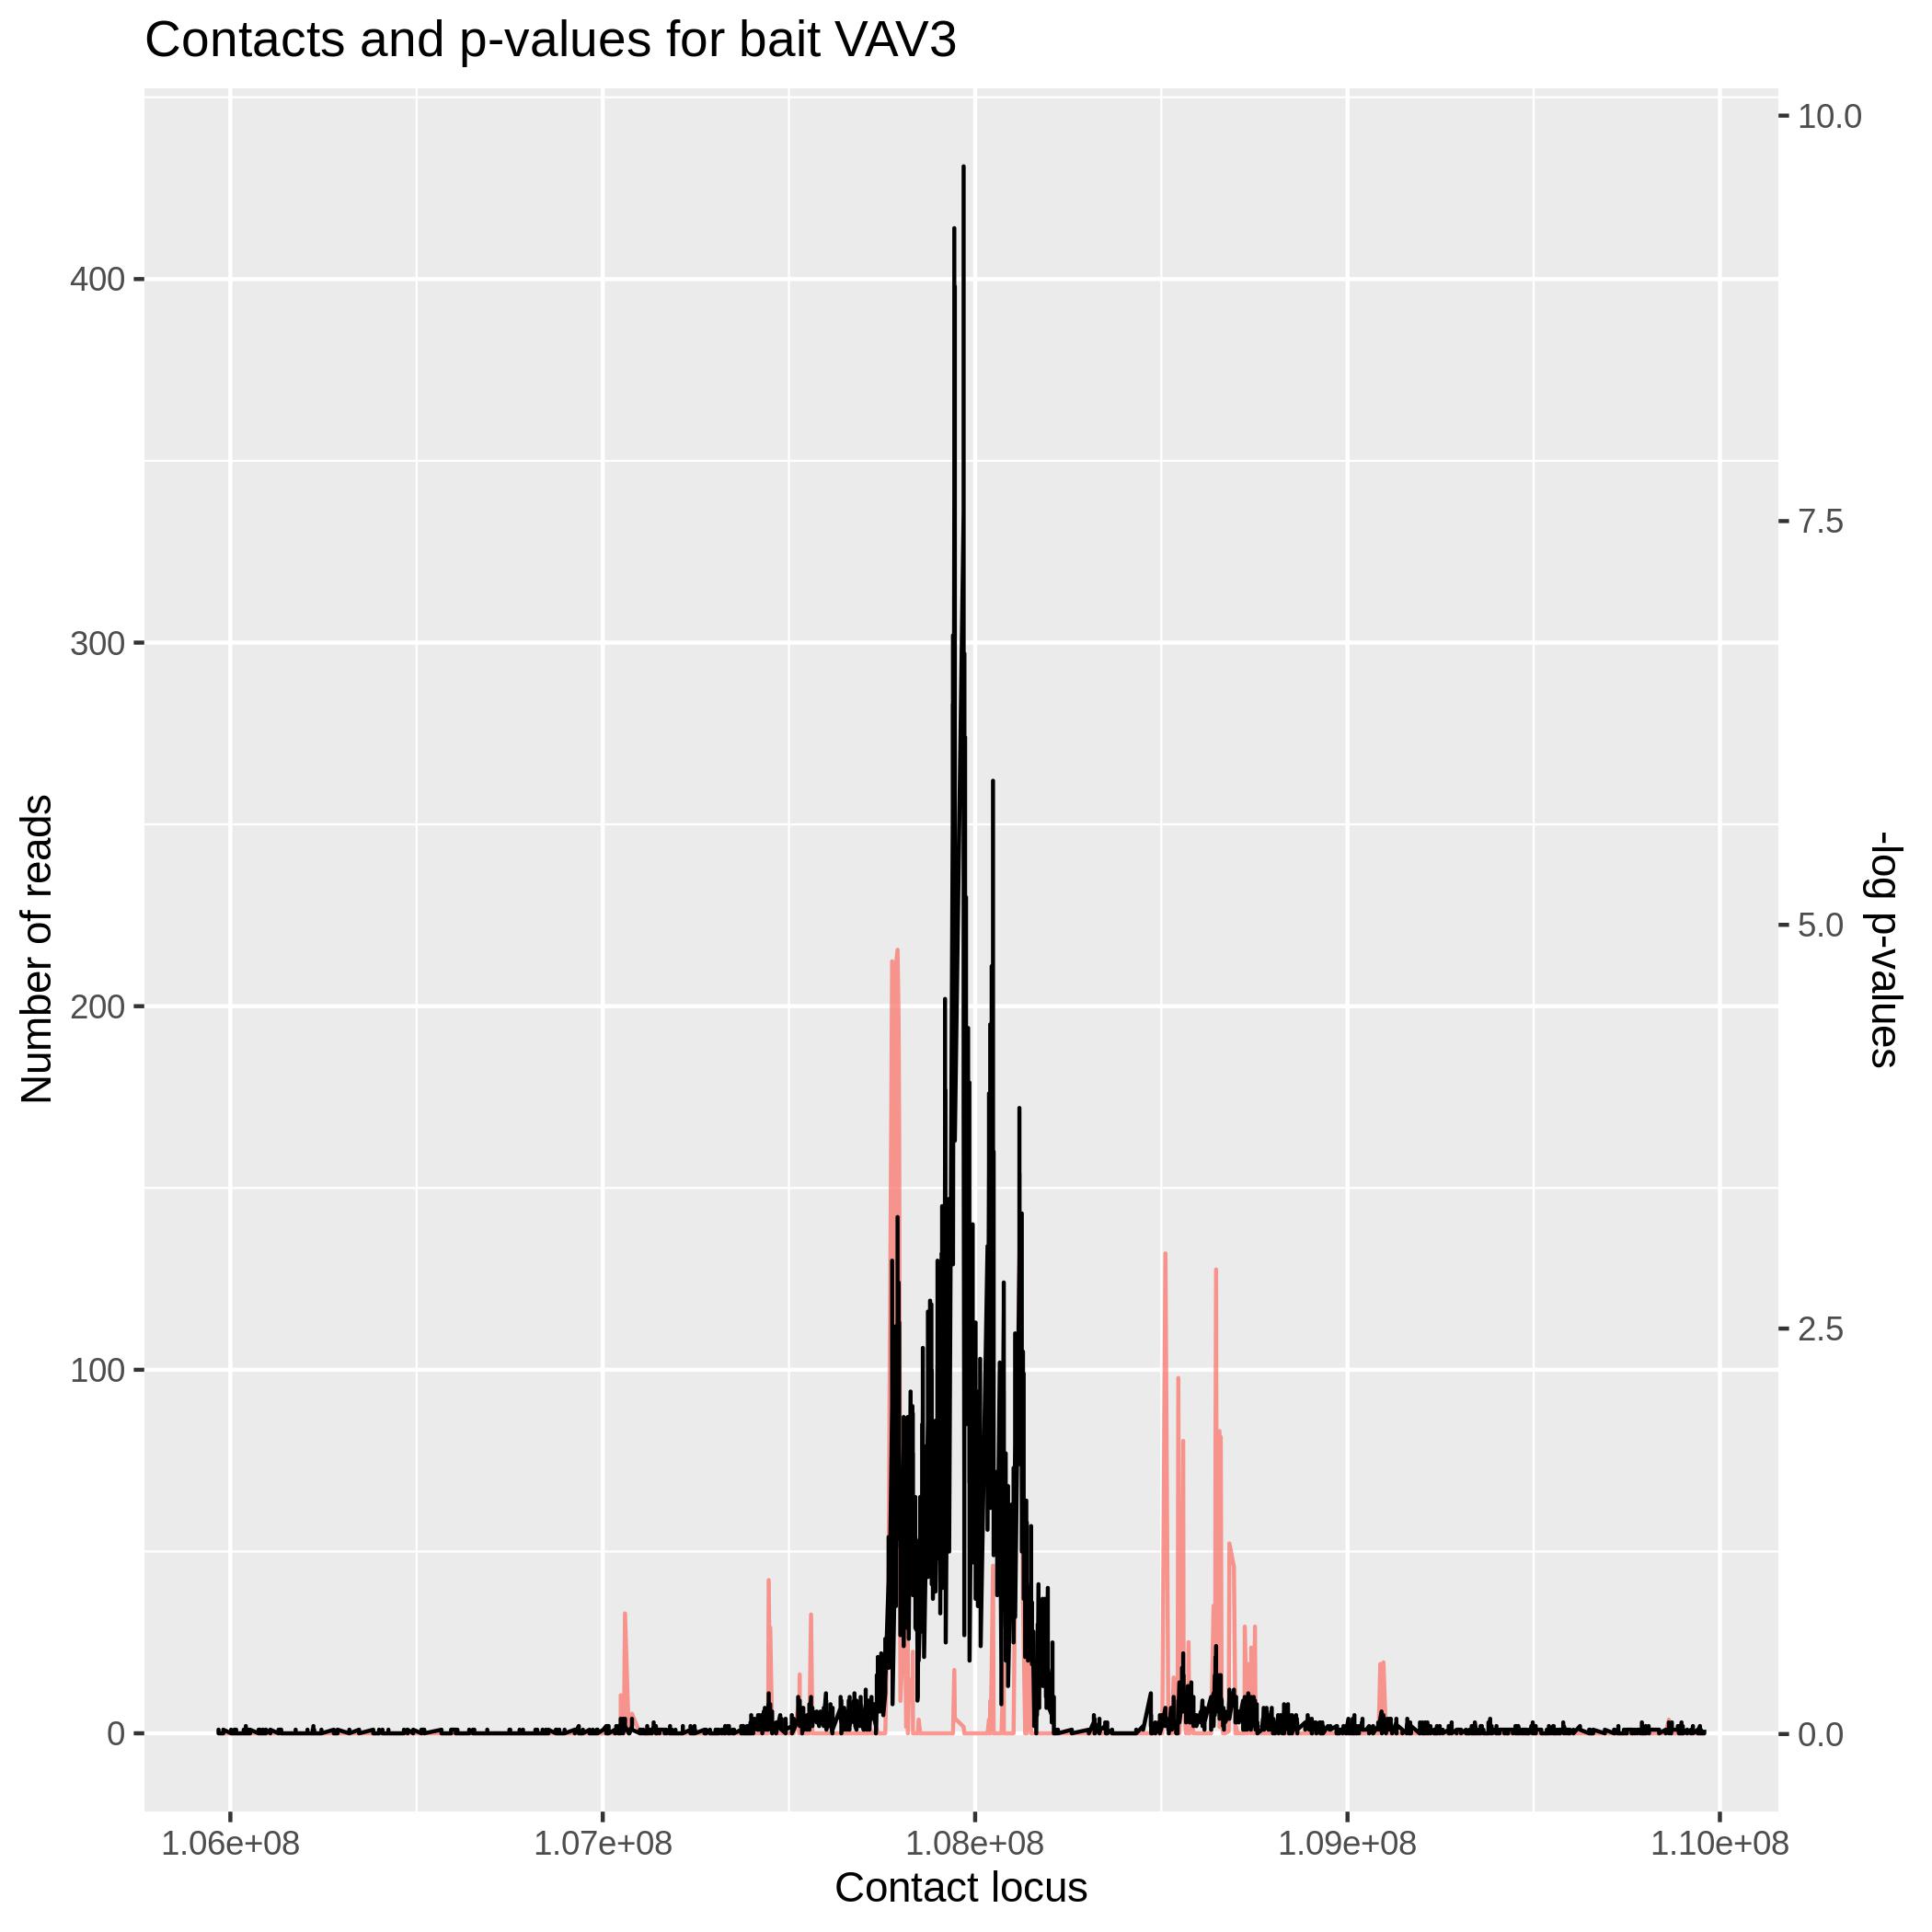 Contacts and p-values for bait VAV3
Number of reads
400
300
200
100
0
10.0
7.5
5.0
2.5
0.0
-log p-values
1.06e+08
1.07e+08
1.08e+08
1.09e+08
1.10e+08
Contact locus